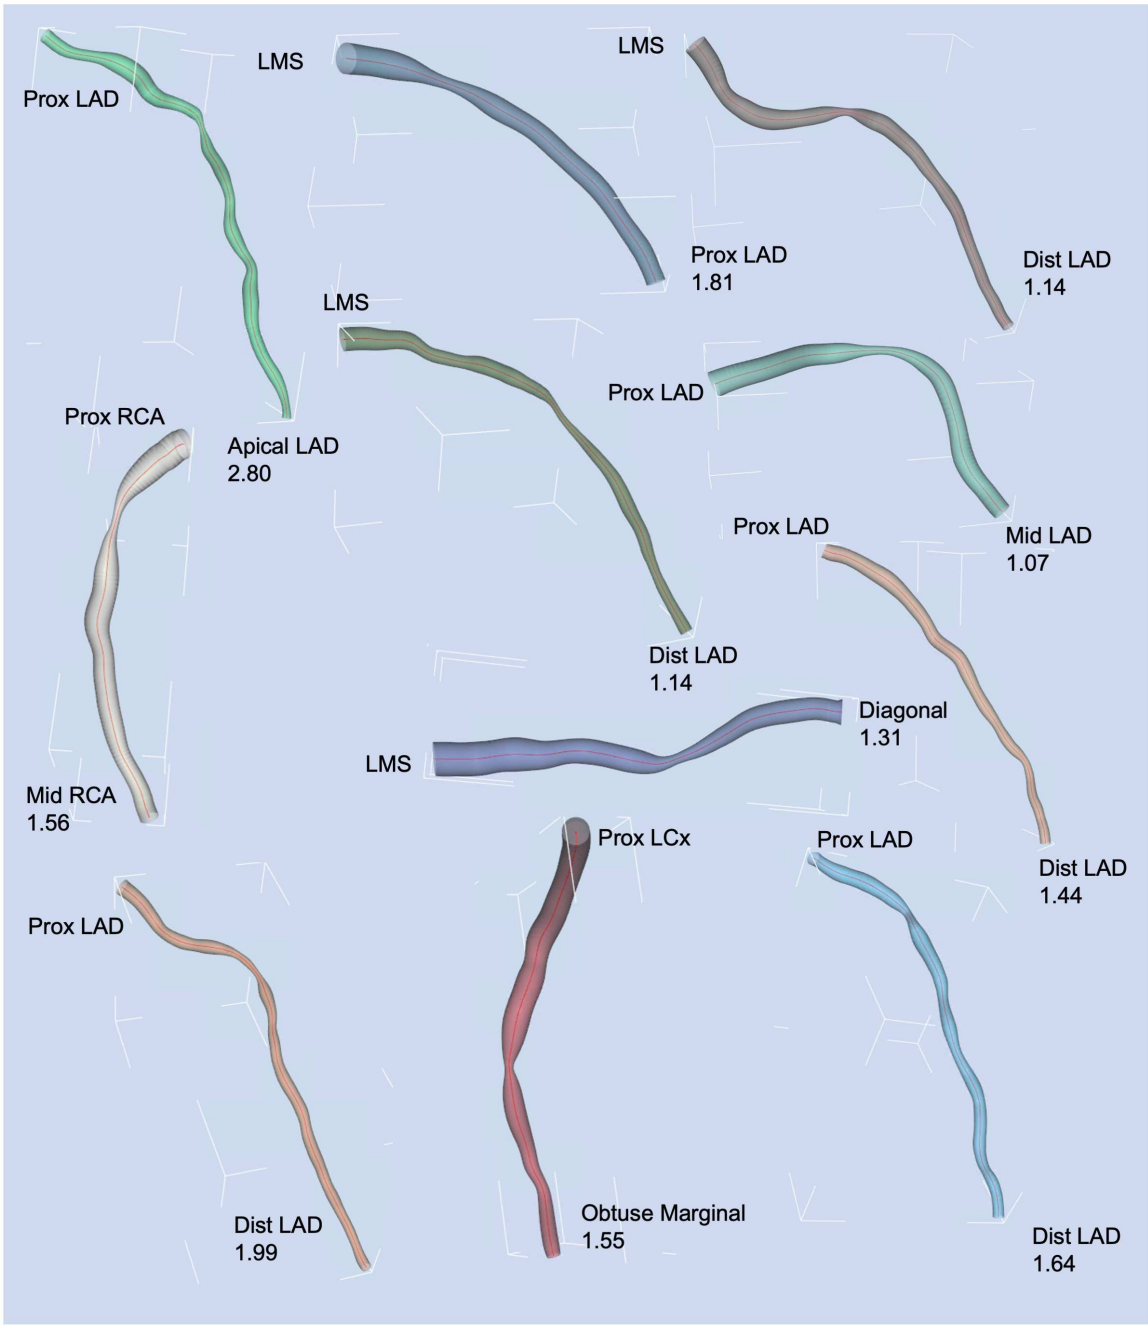 Prox LAD
Apical LAD
2.80
LMS
Prox LAD
1.81
LMS
Dist LAD
1.14
LMS
Dist LAD
1.14
Prox LAD
Mid LAD
1.07
Prox RCA
Mid RCA
1.56
Prox LAD
Dist LAD
1.44
LMS
Diagonal
1.31
Prox LAD
Dist LAD
1.99
Prox LCx
Obtuse Marginal
1.55
Prox LAD
Dist LAD
1.64